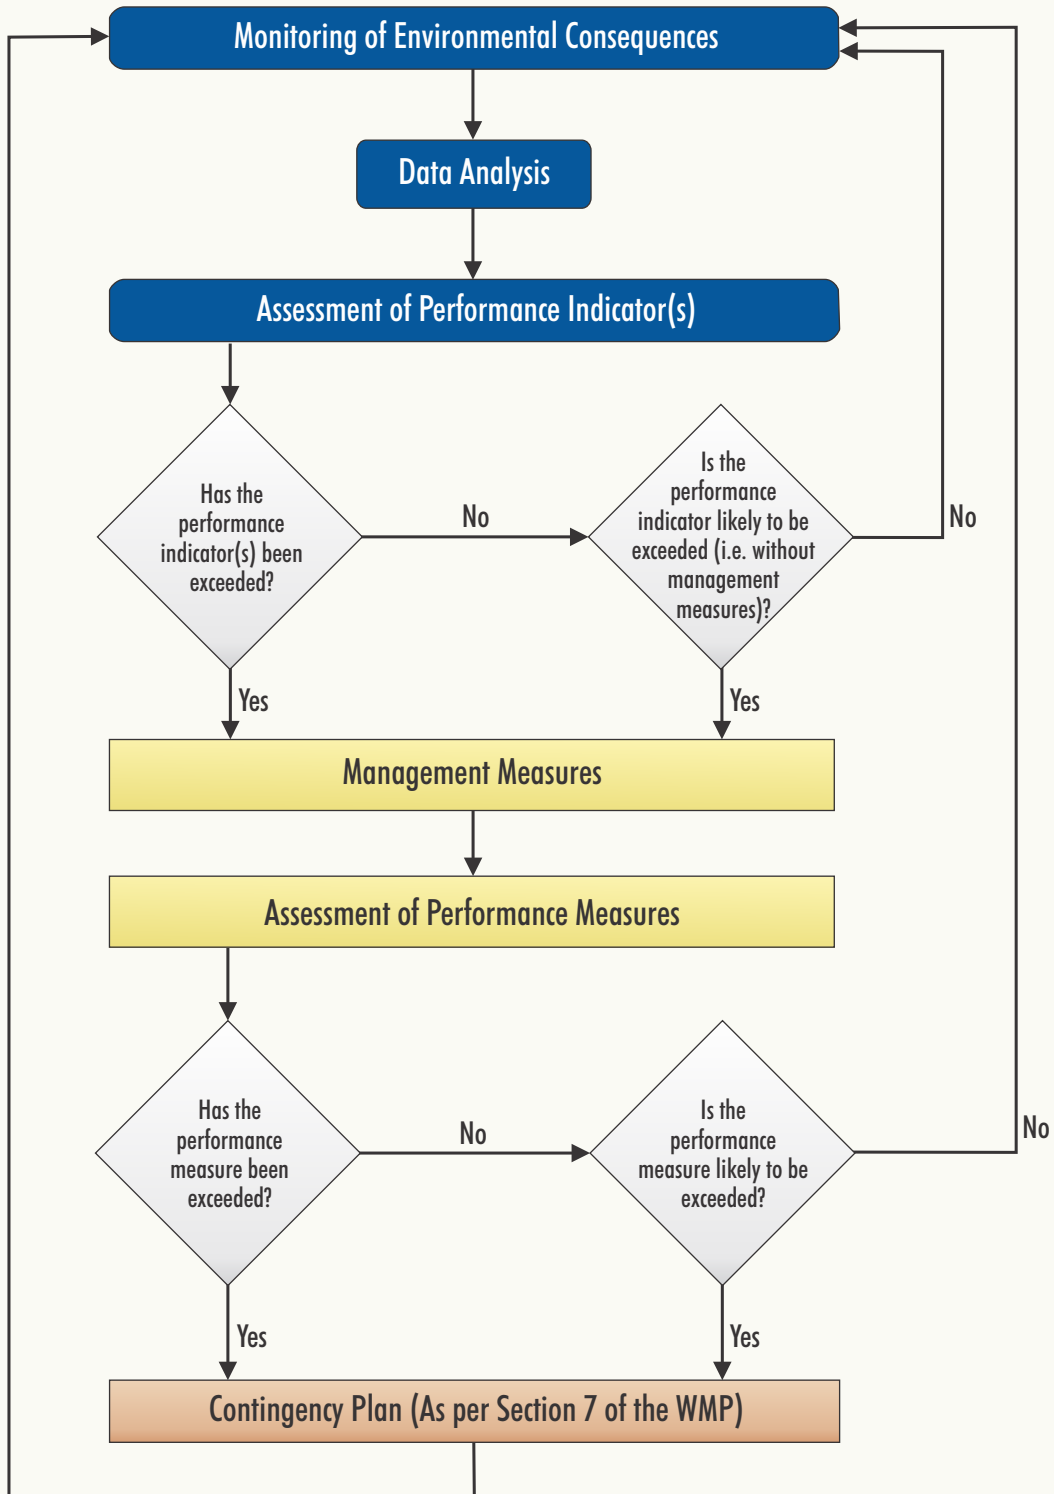 Monitoring of Environmental Consequences
Data Analysis
Assessment of Performance Indicator(s)
Has the
performance
indicator(s) been
exceeded?
No
Is the
performance
indicator likely to be
exceeded (i.e. without
management
measures)?
No
Yes
Yes
Management Measures
Assessment of Performance Measures
Has the
performance
measure been
exceeded?
No
Is the
performance
measure likely to be
exceeded?
No
Yes
Yes
Contingency Plan (As per Section 7 of the WMP)